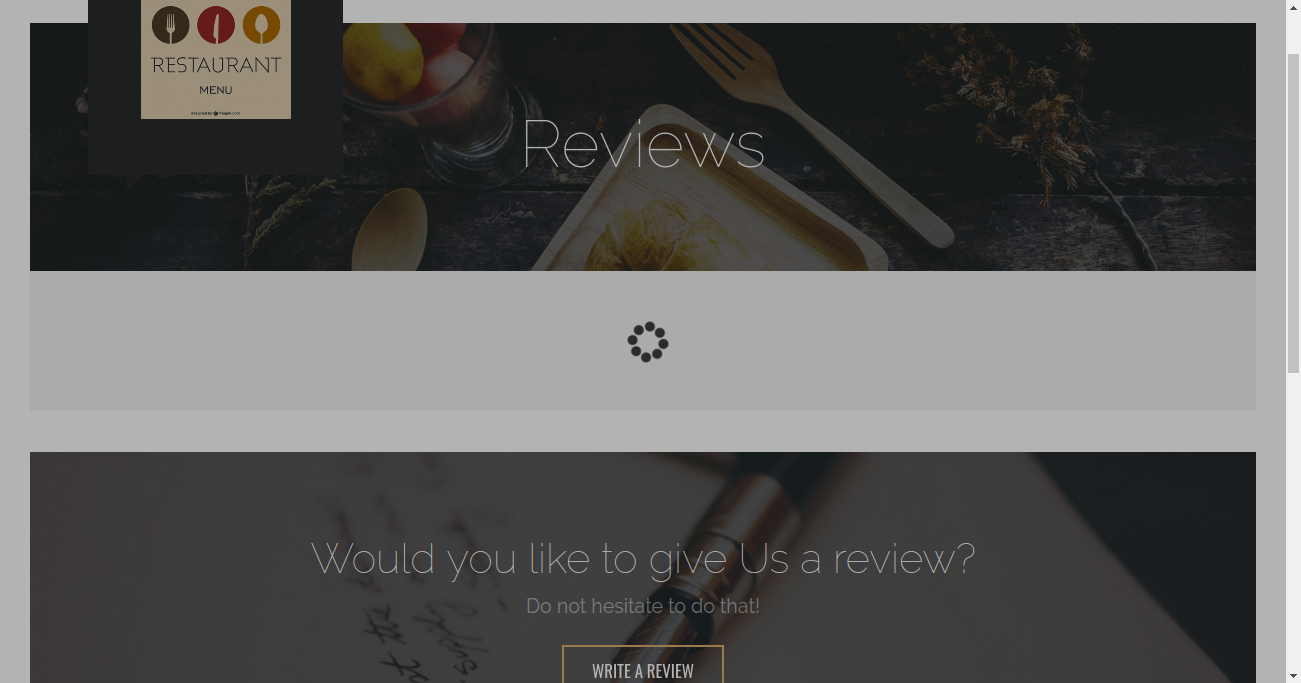 RESTAURANT
MENU
designed by freepik.com
Reviews
Would you like to give Us a review?
Do not hesitate to do that!
WRITE A REVIEW